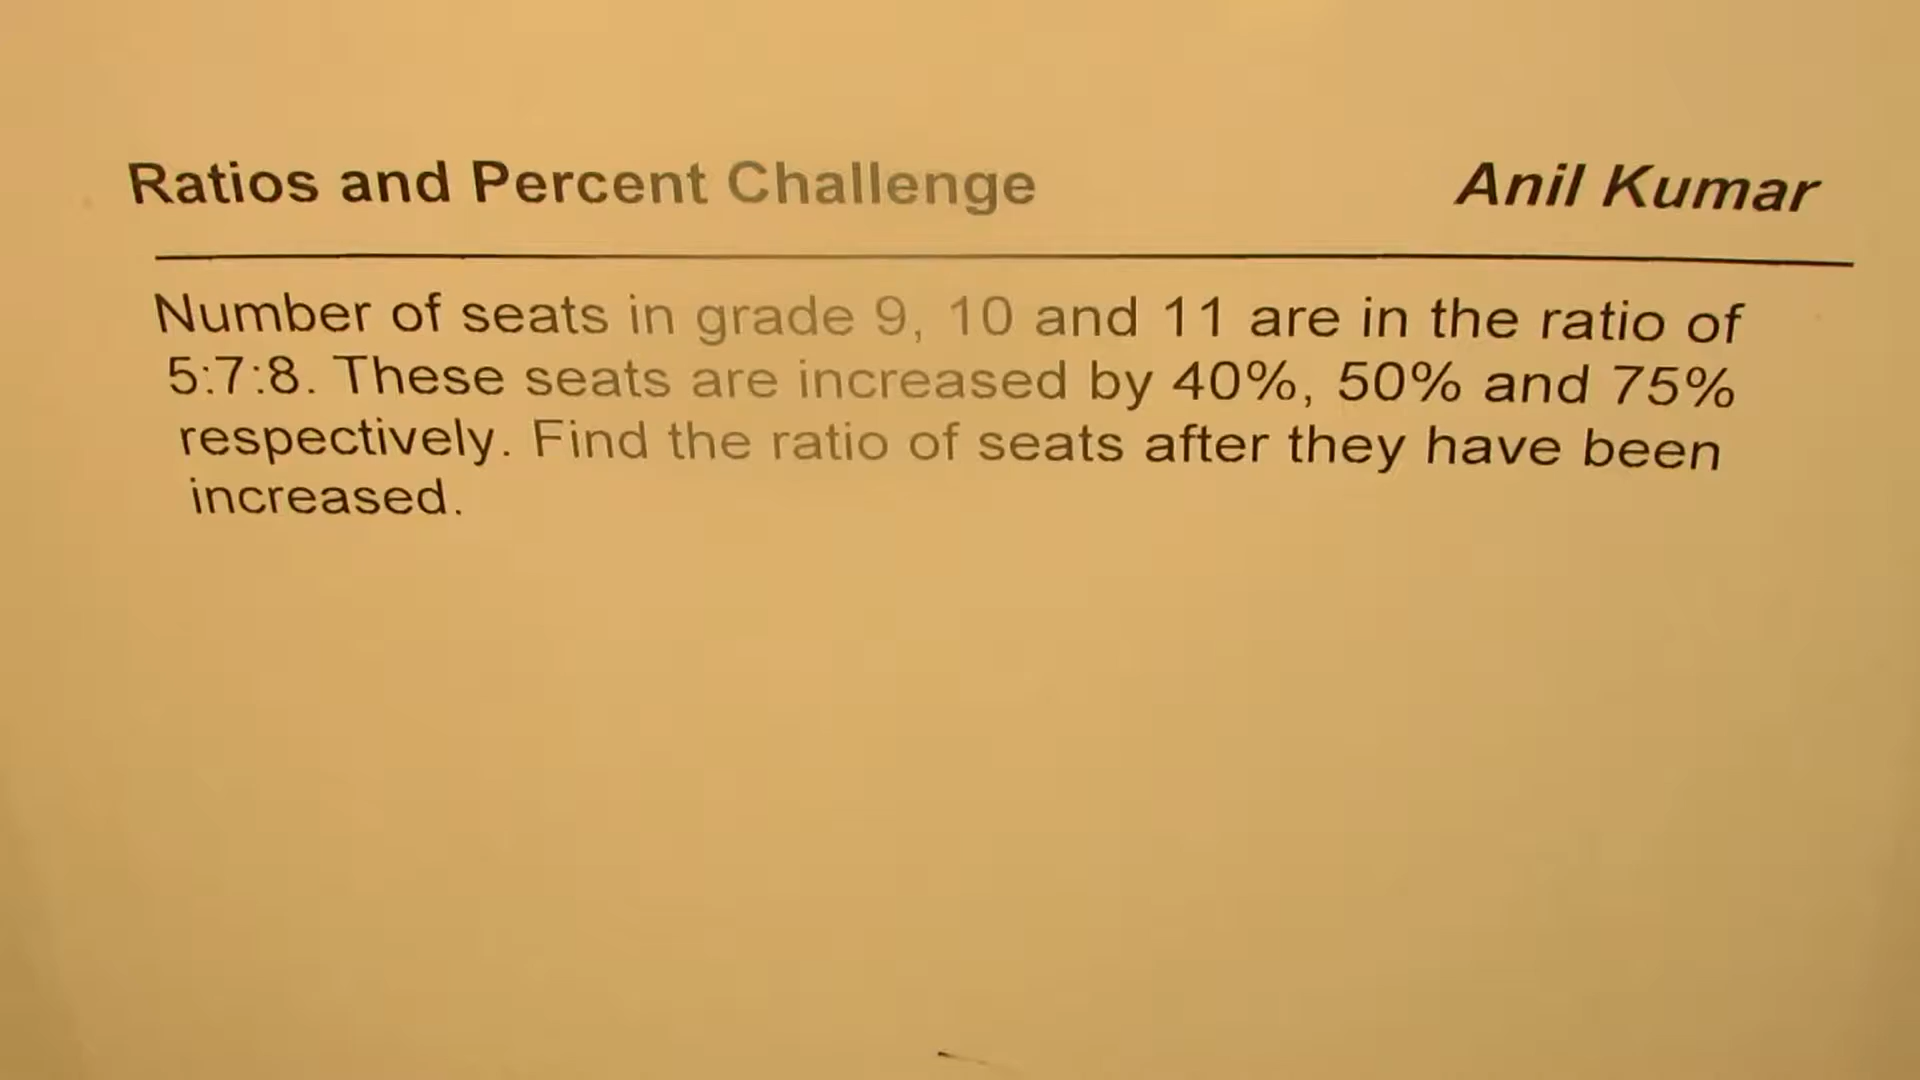 Ratios and Percent Challenge Anil Kumar
Number of seats in grade 9, 10 and 11 are in the ratio of
5:7:8. These seats are increased by 40%, 50% and 75%
respectively. Find the ratio of seats after they have been
increased.